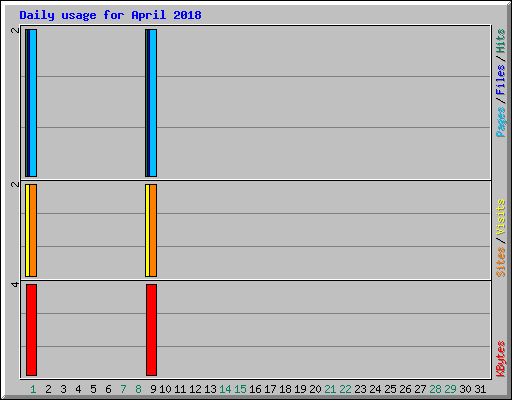 Daily usage for April 2018
2
Pages / Files / Hits
2
Sites / Visits
4
KBytes
1 2 3 4 5 6 7 8 9 10 11 12 13 14 15 16 17 18 19 20 21 22 23 24 25 26 27 28 29 30 31